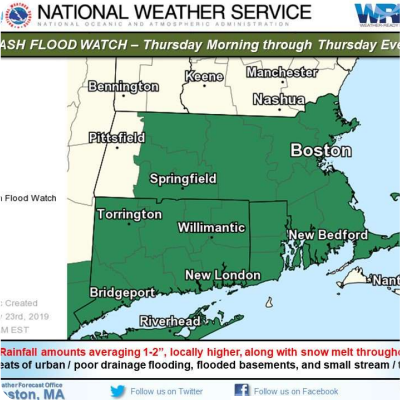 NATIONAL WEATHER SERVICE
NATIONAL OCEANIC AND ATMOSPHERIC ADMINISTRATION
ASH FLOOD WATCH – Thursday Morning through Thursday Eve
Manchester
Keene
Bennington
Nashua
Pittsfield
Boston
Springfield
Flood Watch
Torrington
Willimantic
New Bedford
New London
Nant
: Created
23rd, 2019
M EST
Bridgeport
Riverhead
Rainfall amounts averaging 1-2”, locally higher, along with snow melt through
eats of urban / poor drainage flooding, flooded basements, and small stream /
eather Forecast Office
ston, MA
Follow us on Twitter
Follow us on Facebook